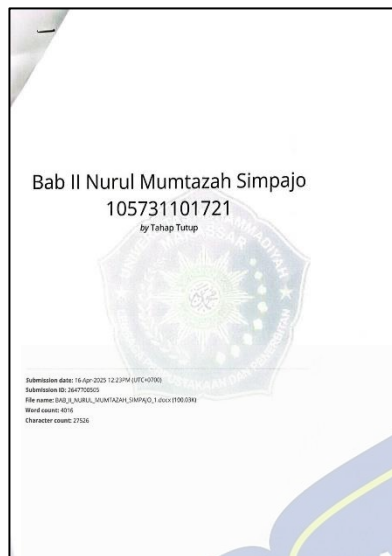 Bab II Nurul Mumtazah Simpajo
105731101721
by Tahap Tutup
Submission date: 16-Apr-2025 12:23PM (UTC+0700)
Submission ID: 2647708505
File name: BAB_II_NURUL_MUMTAZAH_SIMPAJO_1.docx (100.03K)
Word count: 4016
Character count: 27526